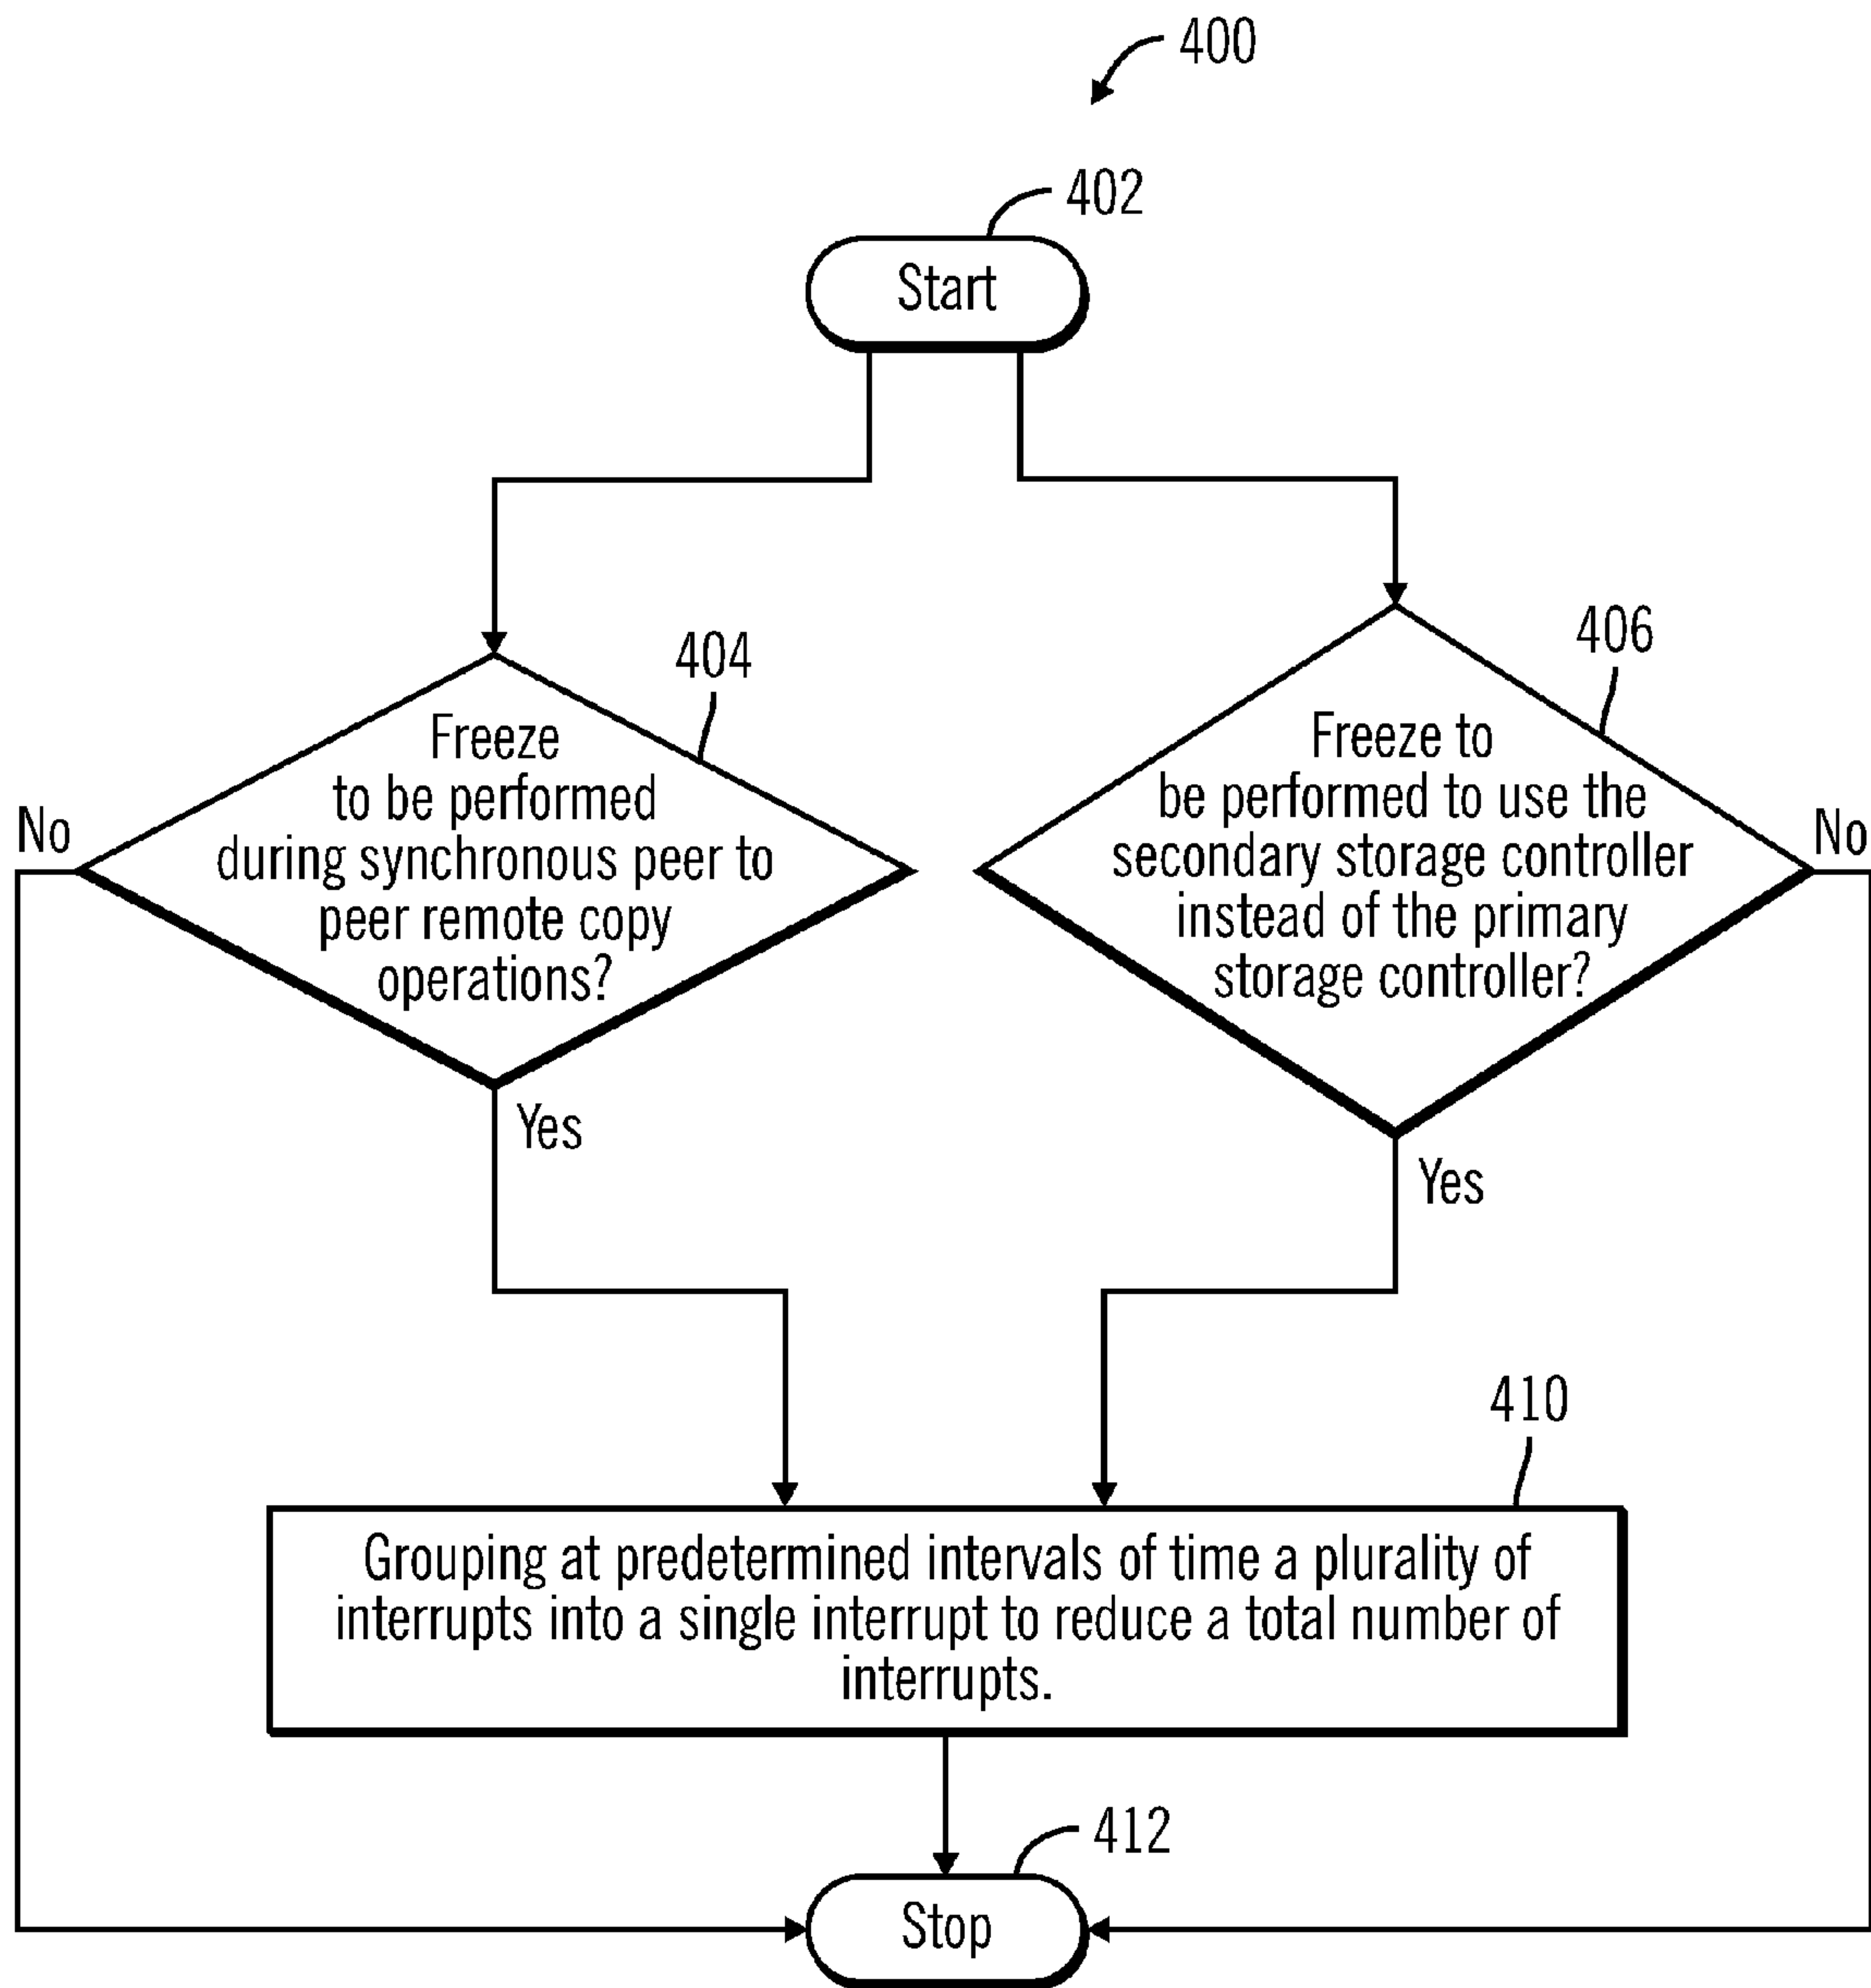 400
402
Start
404
Freeze
to be performed
during synchronous peer to
peer remote copy
operations?
No
Yes
406
Freeze to
be performed to use the
secondary storage controller
instead of the primary
storage controller?
No
Yes
410
Grouping at predetermined intervals of time a plurality of
interrupts into a single interrupt to reduce a total number of
interrupts.
412
Stop